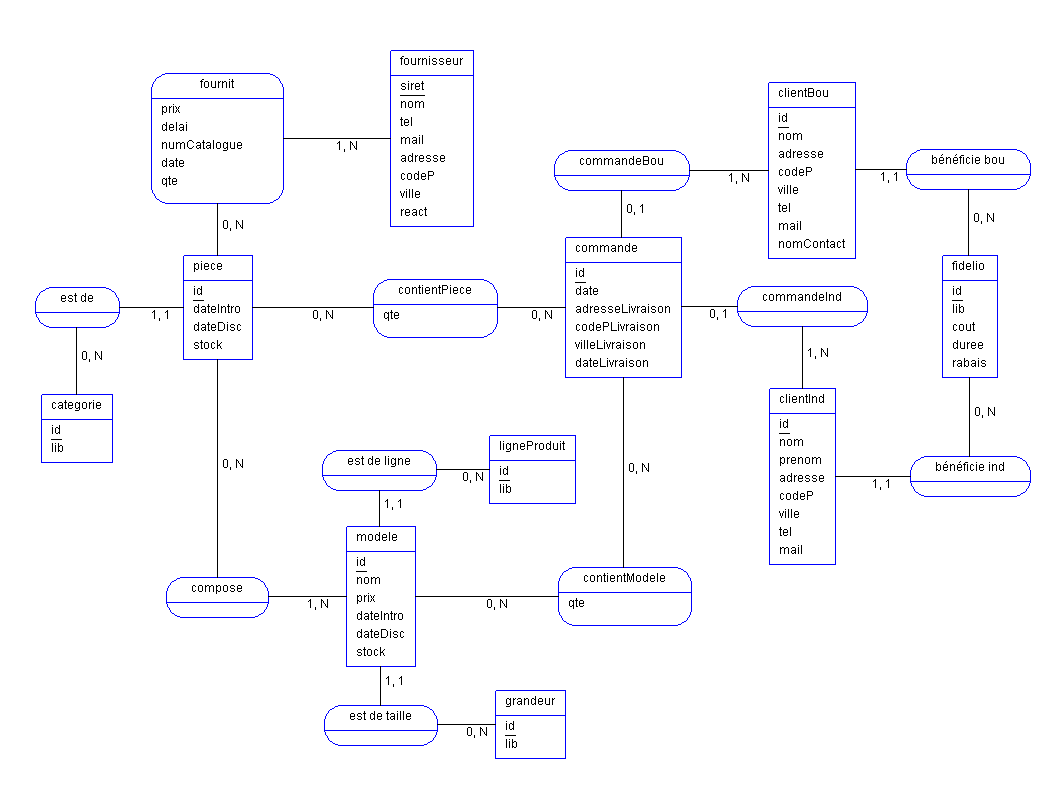 fournit
prix
delai
numCatalogue
date
qte
1, N
fournisseur
siret
nom
tel
mail
adresse
codeP
ville
react
0, N
commandeBou
1, N
0, 1
clientBou
id
nom
adresse
codeP
ville
tel
mail
nomContact
1, 1
bénéficie bou
0, N
est de
1, 1
piece
id
dateIntro
dateDisc
stock
0, N
contientPiece
qte
0, N
commande
id
date
adresseLivraison
codePLivraison
villeLivraison
dateLivraison
0, 1
commandeInd
1, N
fidelio
id
lib
cout
duree
rabais
0, N
0, N
categorie
id
lib
clientInd
id
nom
prenom
adresse
codeP
ville
tel
mail
1, 1
bénéficie ind
0, N
est de ligne
0, N
ligneProduit
id
lib
0, N
1, 1
modele
id
nom
prix
dateIntro
dateDisc
stock
compose
1, N
0, N
contientModele
qte
1, 1
est de taille
0, N
grandeur
id
lib